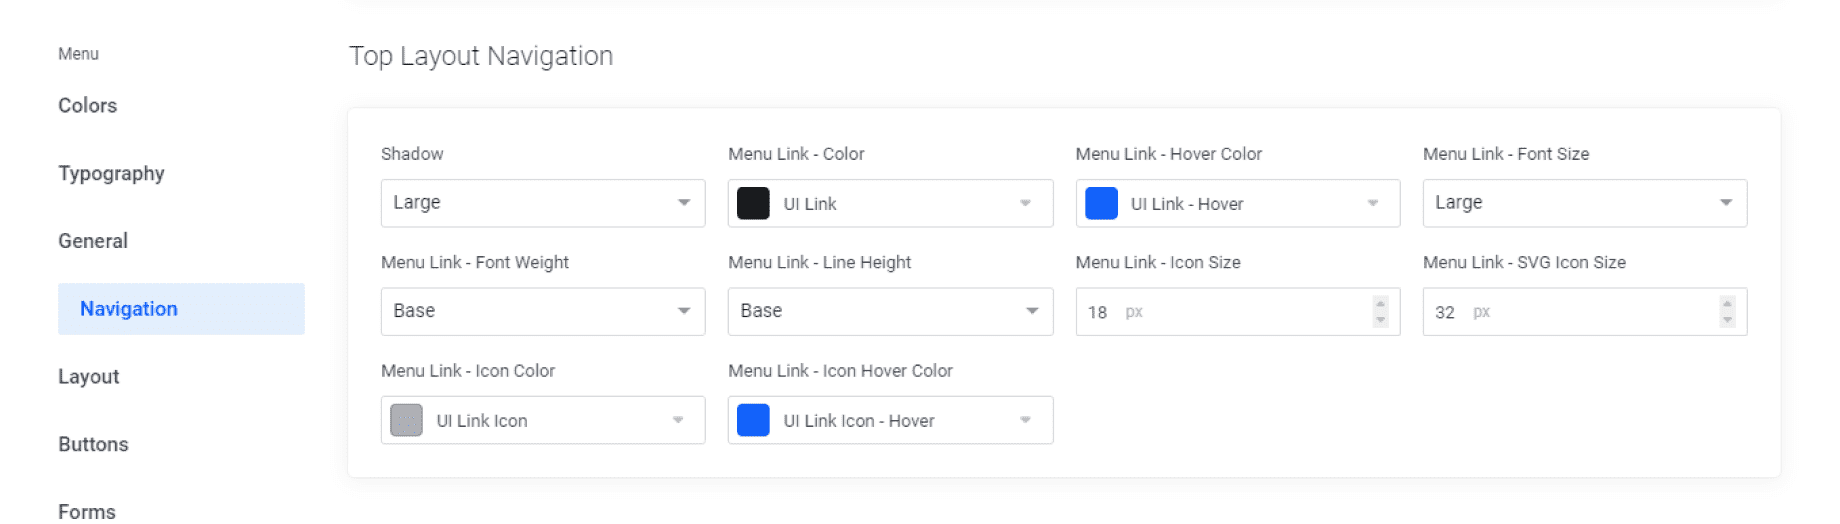 Menu
Colors
Typography
General
Navigation
Layout
Buttons
Forms
Top Layout Navigation
Shadow
Large
Menu Link - Color
UI Link
Menu Link - Hover Color
UI Link - Hover
Menu Link - Font Size
Large
Menu Link - Font Weight
Base
Menu Link - Line Height
Base
Menu Link - Icon Size
18 px
Menu Link - SVG Icon Size
32 px
Menu Link - Icon Color
UI Link Icon
Menu Link - Icon Hover Color
UI Link Icon - Hover